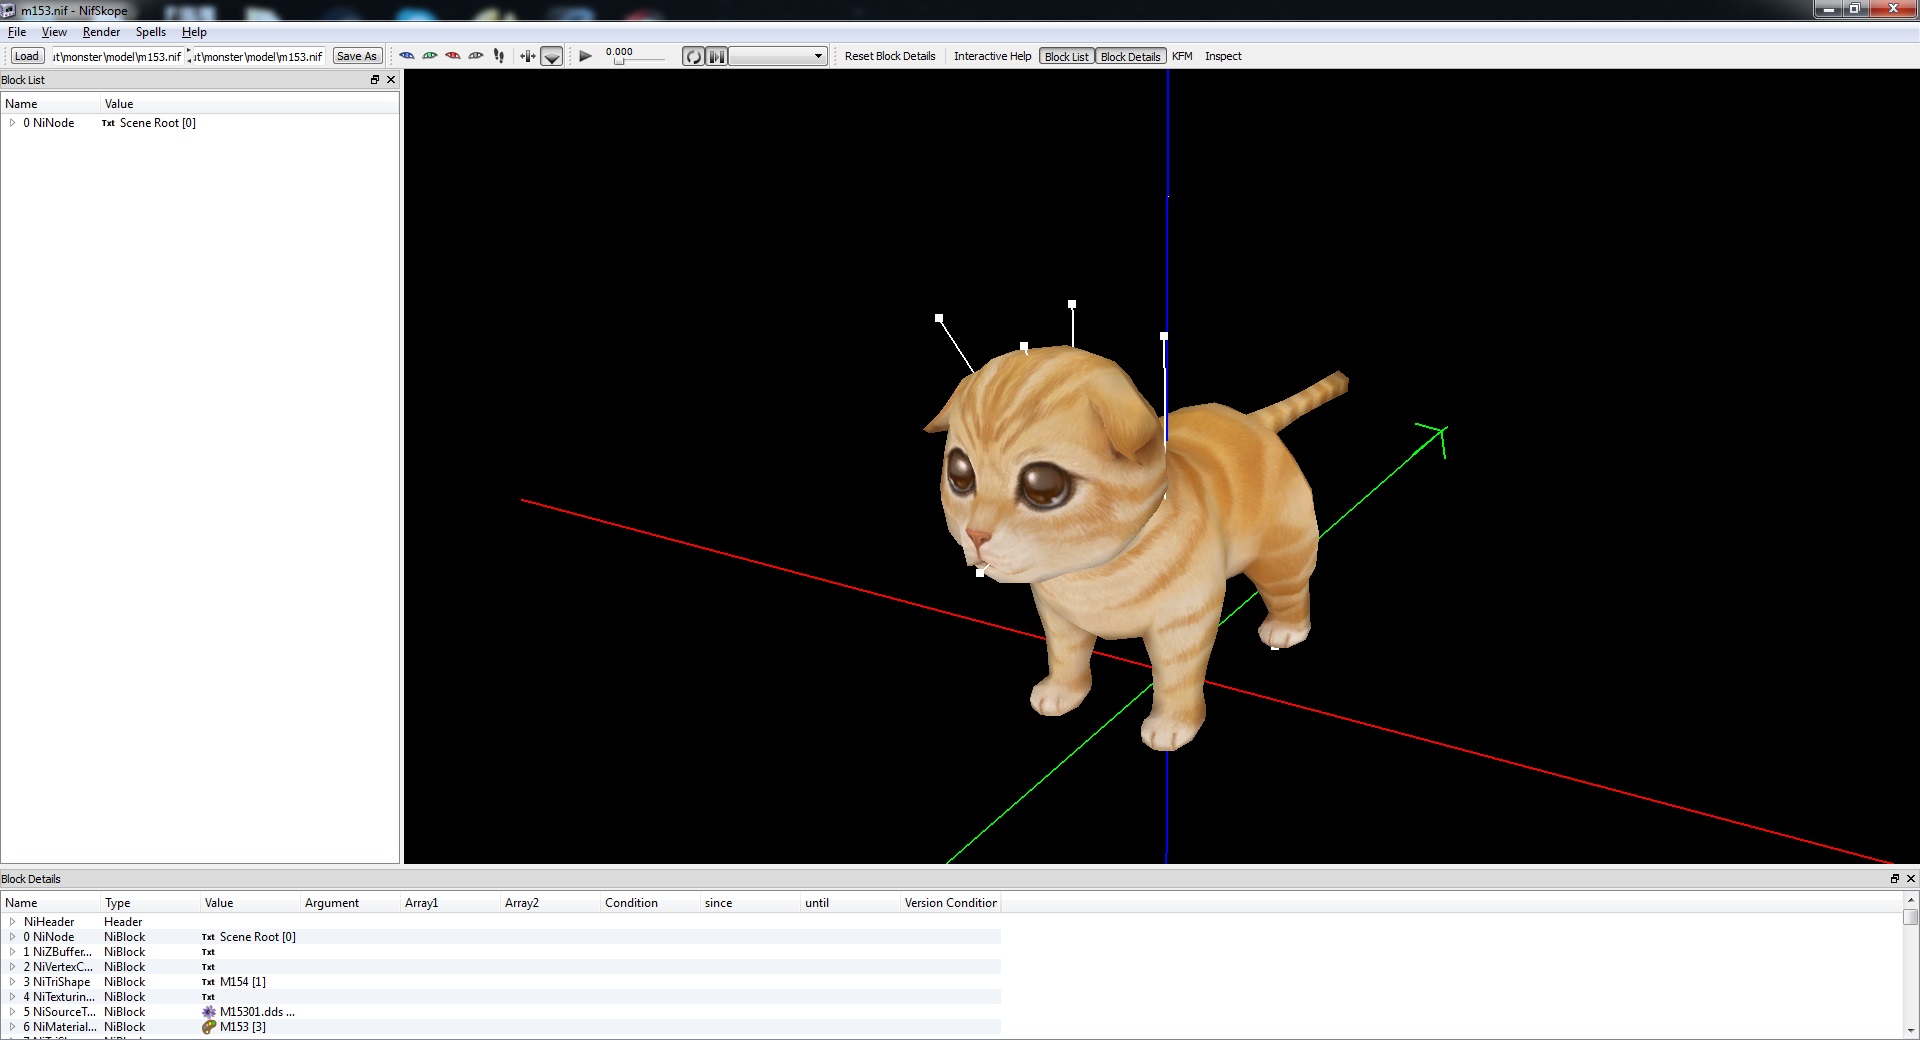 m153.nif - NifSkope
File View Render Spells Help
Load ut\monster\model\m153.nif ut\monster\model\m153.nif Save As 0.000 Reset Block Details Interactive Help Block List Block Details KFM Inspect
Block List
Name Value
0 NiNode Txt Scene Root [0]
Block Details
Name Type Value Argument Array1 Array2 Condition since until Version Condition
NiHeader Header
0 NiNode NiBlock Txt Scene Root [0]
1 NiZBuffer... NiBlock Txt
2 NiVertexC... NiBlock Txt
3 NiTriShape NiBlock Txt M154 [1]
4 NiTexturin... NiBlock Txt
5 NiSourceT... NiBlock M15301.dds ...
6 NiMaterial... NiBlock M153 [3]